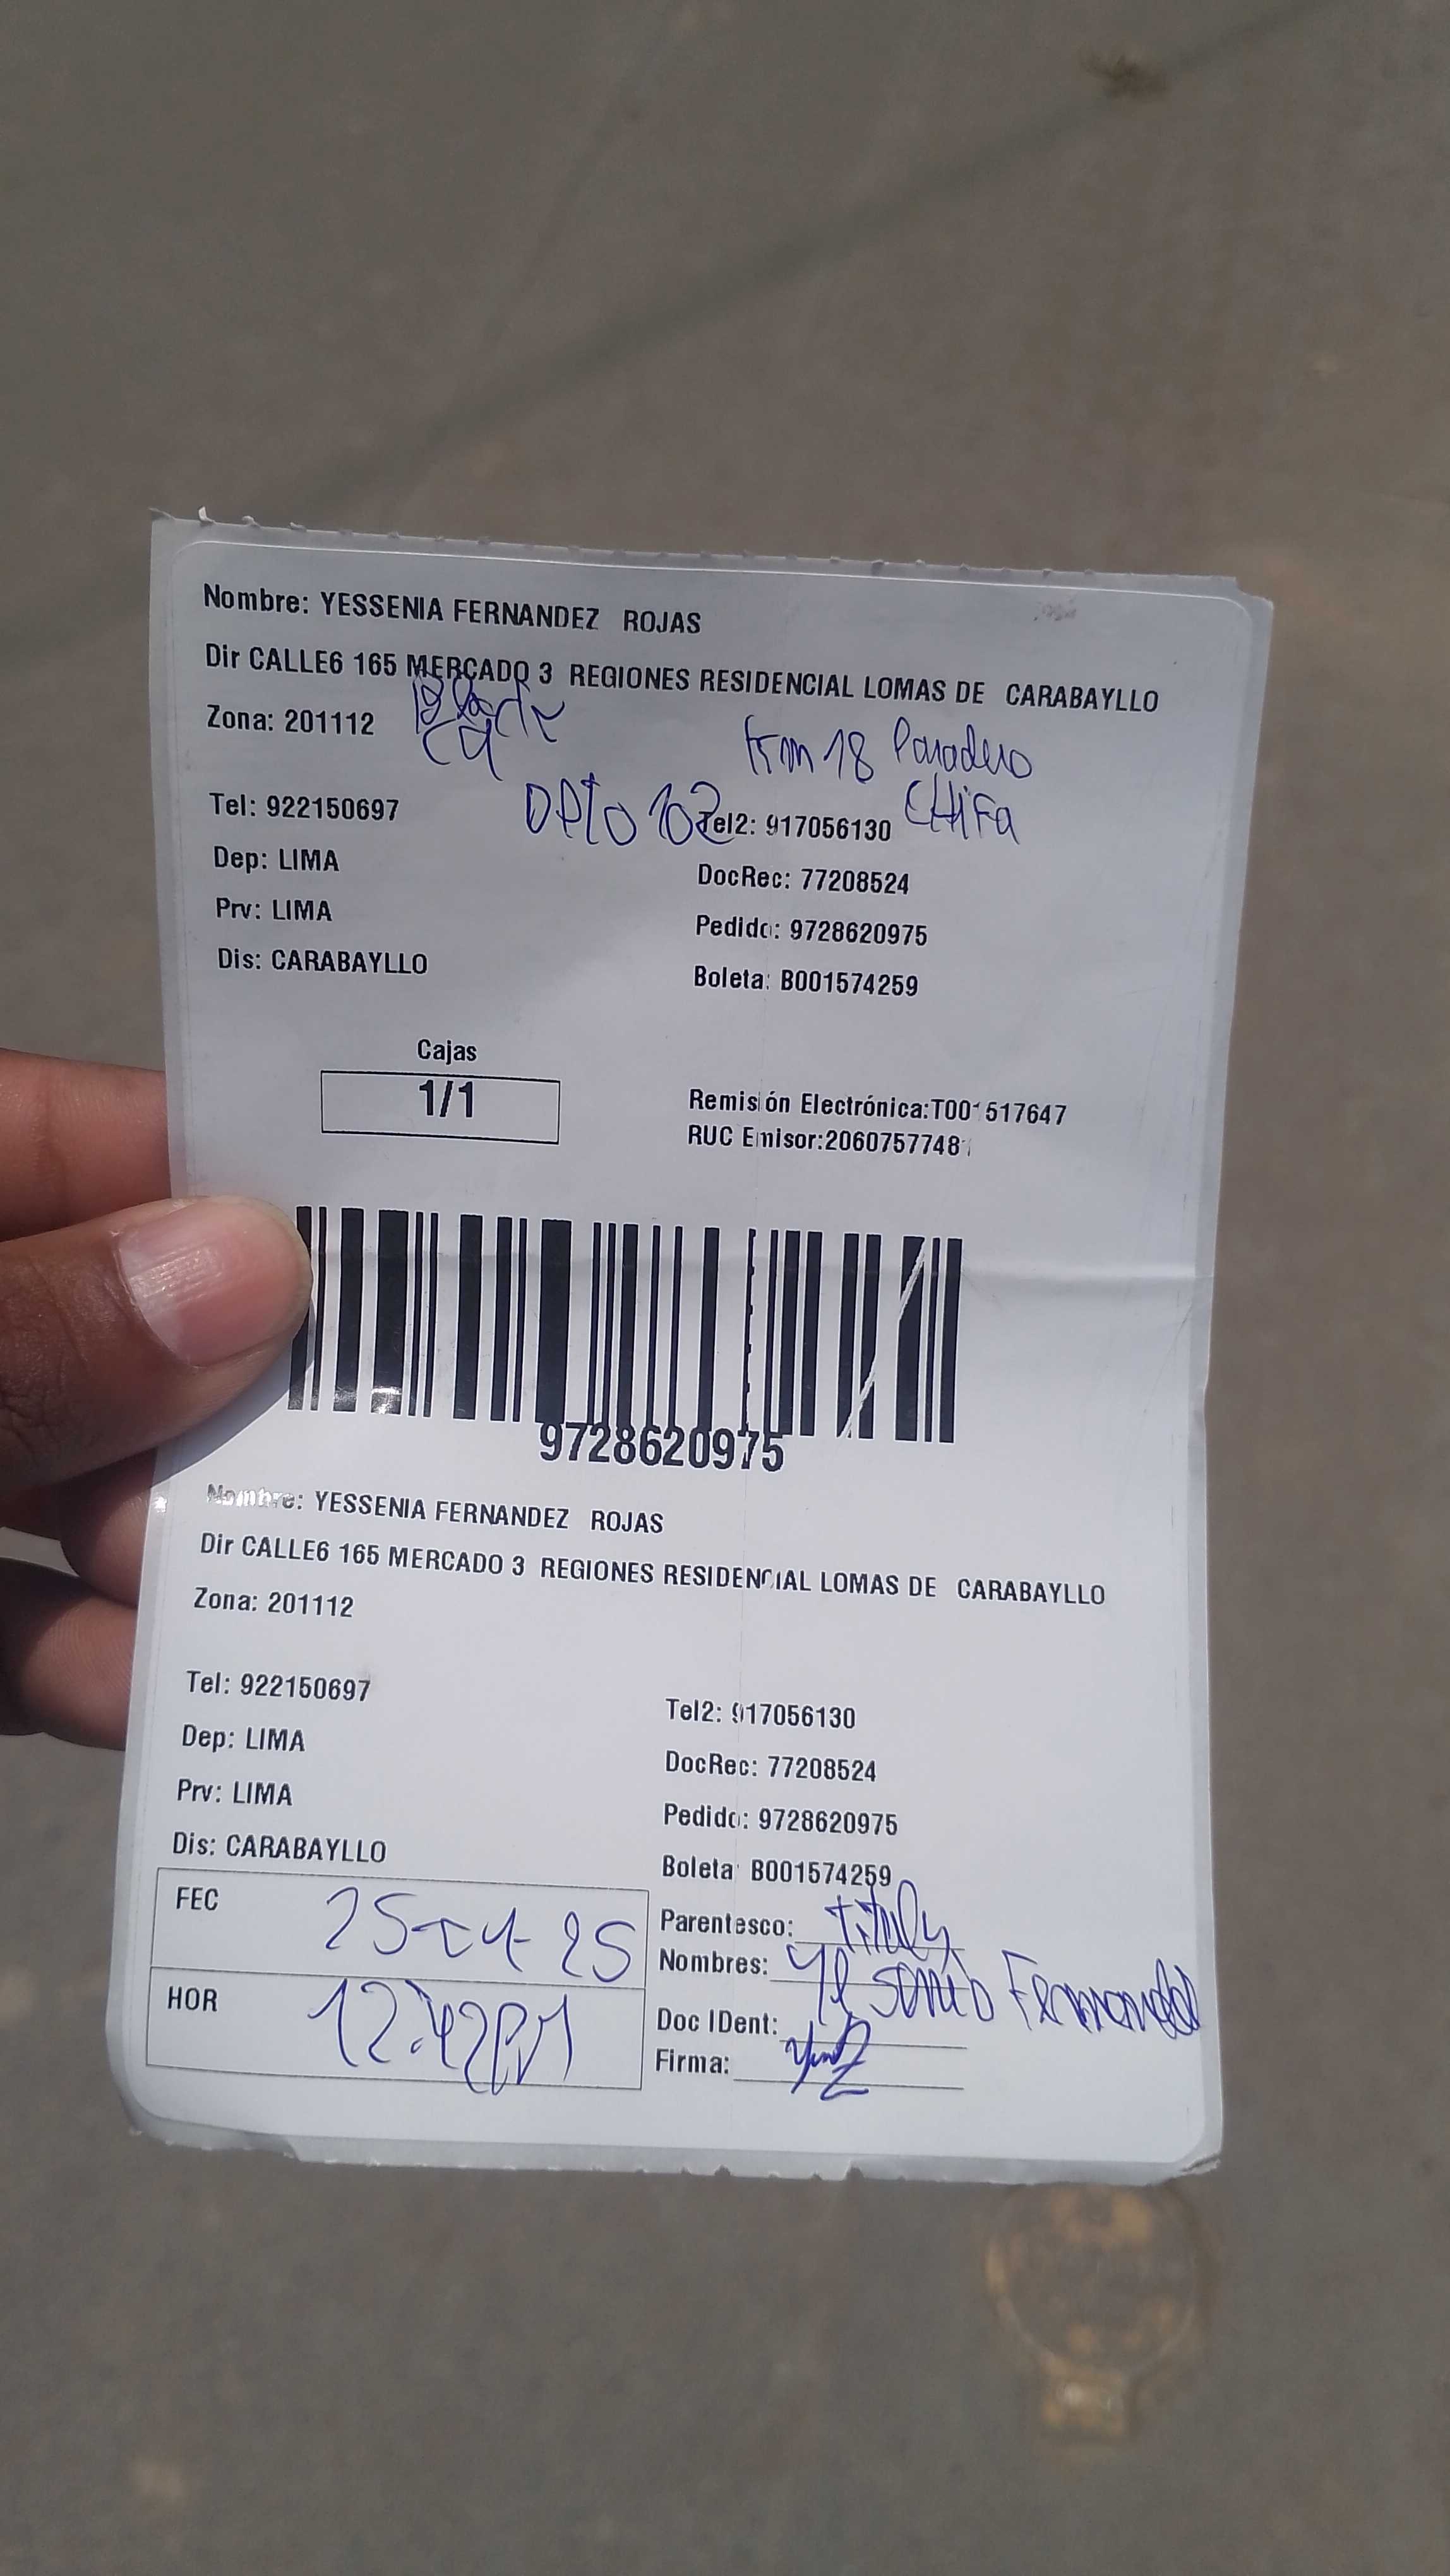 Nombre: YESSENIA FERNANDEZ ROJAS
Dir CALLE6 165 MERCADO 3 REGIONES RESIDENCIAL LOMAS DE CARABAYLLO
Zona: 201112
Km 18 Paradero
CHiFa
DPTO 102
Tel: 922150697 Tel2: 917056130
Dep: LIMA DocRec: 77208524
Prv: LIMA Pedido: 9728620975
Dis: CARABAYLLO Boleta: B001574259
Cajas
1/1
Remisión Electrónica:T001517647
RUC Emisor:2060757748
9728620975
Nombre: YESSENIA FERNANDEZ ROJAS
Dir CALLE6 165 MERCADO 3 REGIONES RESIDENCIAL LOMAS DE CARABAYLLO
Zona: 201112
Tel: 922150697 Tel2: 917056130
Dep: LIMA DocRec: 77208524
Prv: LIMA Pedido: 9728620975
Dis: CARABAYLLO Boleta: B001574259
FEC 25 25
Parentesco:
Nombres:
HOR 12:42PM
Doc IDent:
Firma: